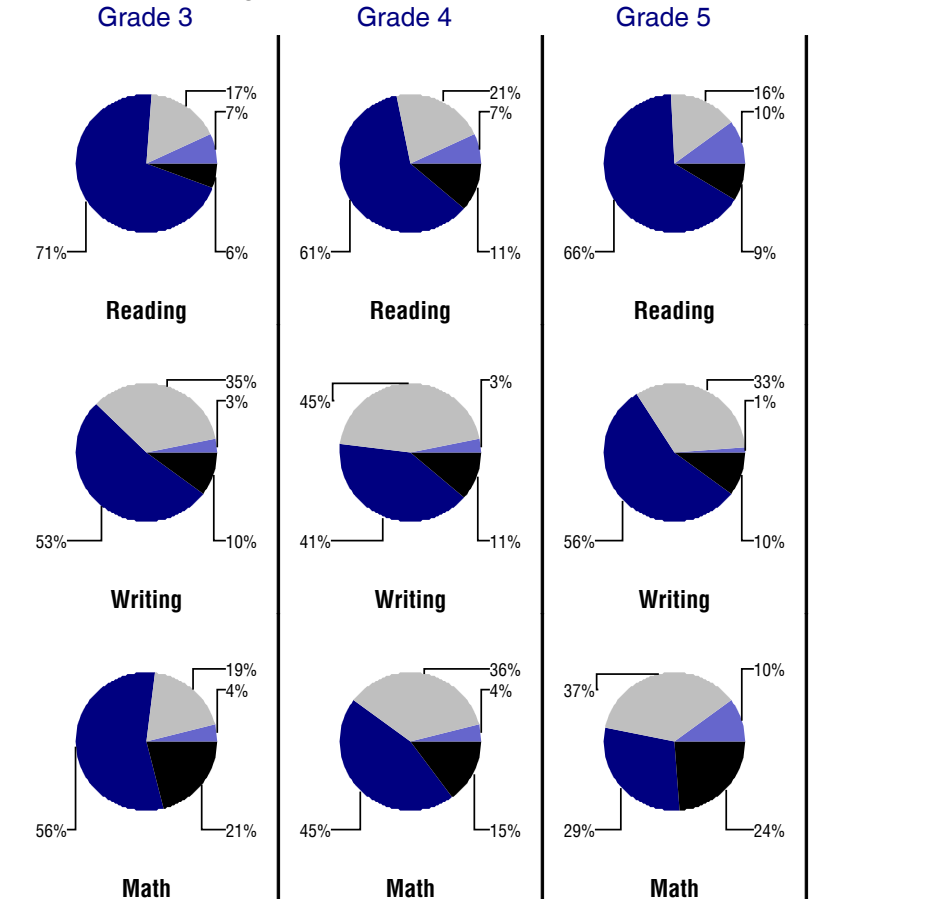 Grade 3 Grade 4 Grade 5
17% 21% 16%
7% 7% 10%
71% 6% 61% 11% 66% 9%
Reading Reading Reading
35% 3% 33%
3% 45% 1%
53% 10% 41% 11% 56% 10%
Writing Writing Writing
19% 36% 10%
4% 4% 37%
56% 21% 45% 15% 29% 24%
Math Math Math